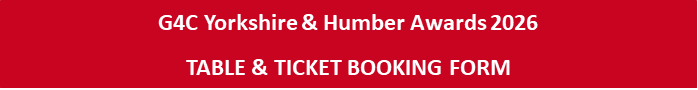 G4C Yorkshire & Humber Awards 2026
TABLE & TICKET BOOKING FORM